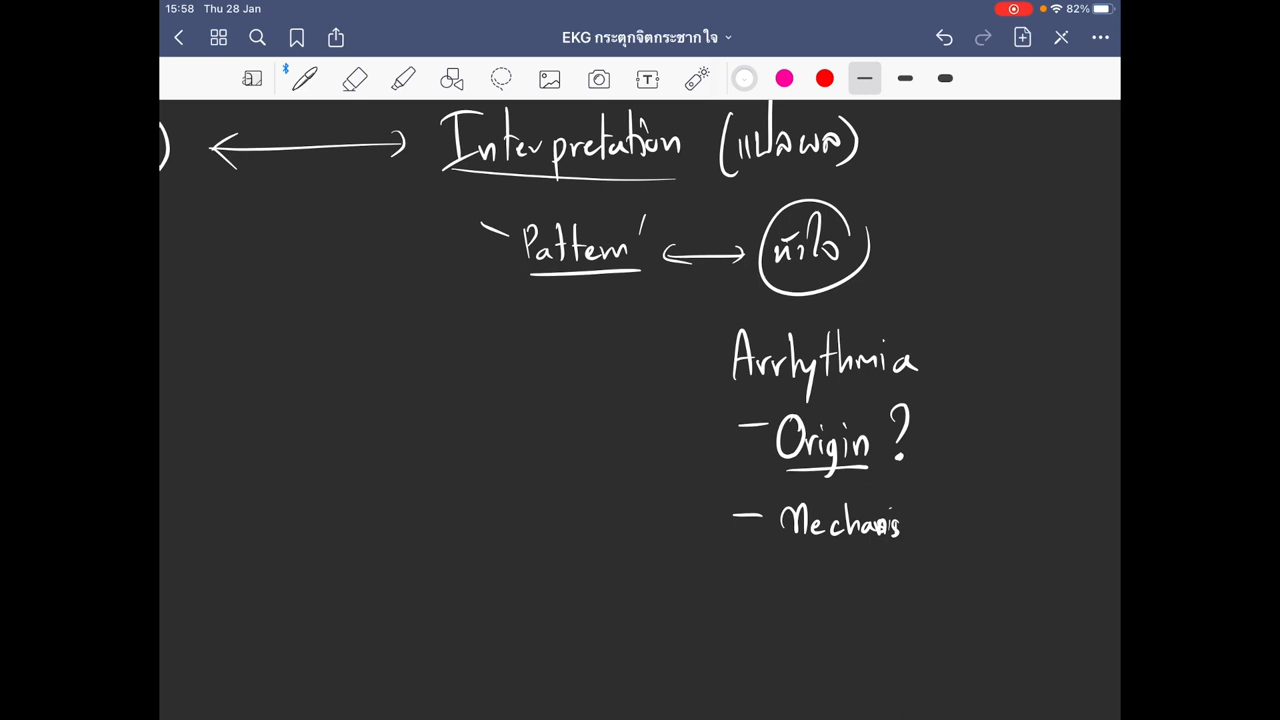 15:58 Thu 28 Jan 82%
EKG กระตุกจิตกระชากใจ
) Interpretation (แปลผล)
"Pattern" หัวใจ
Arrhythmia
- Origin ?
- Mechanis